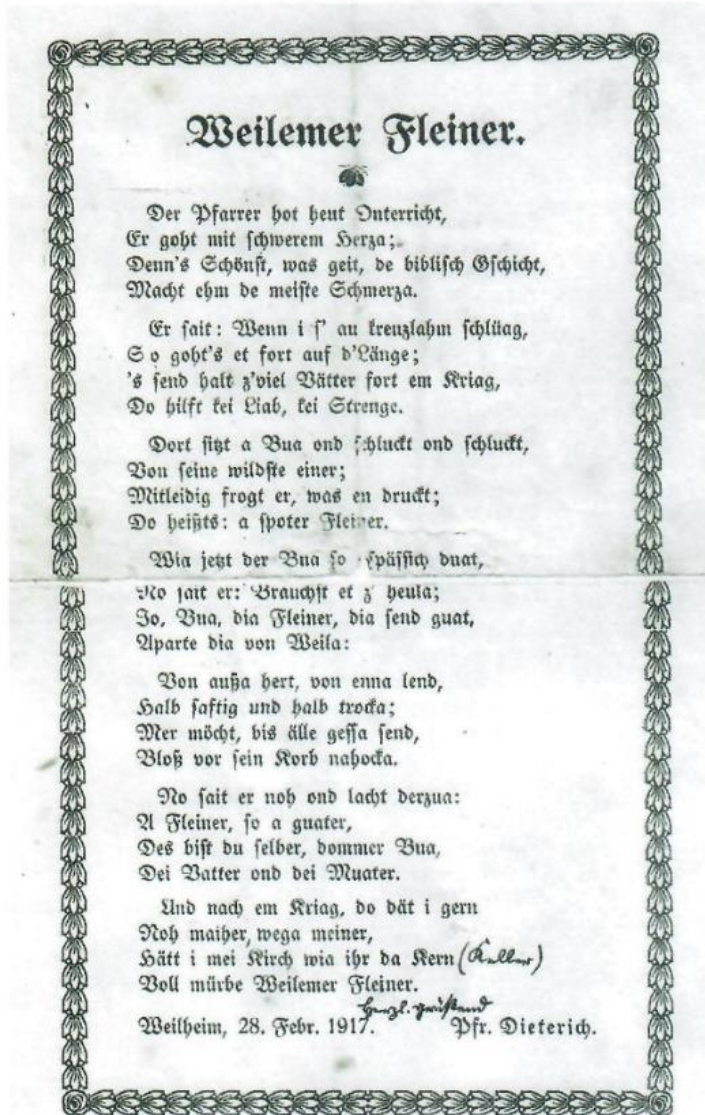 Weilemer Fleiner.
Der Pfarrer hot heut Onterricht,
Er goht mit schwerem Herza;
Denn's Schönst, was geit, de biblisch Gschicht,
Macht ehm de meiste Schmerza.
Er sait: Wenn i s' au kreuzlahm schlüag,
So goht's et fort auf d'Länge;
's send halt z'viel Vätter fort em Kriag,
Do hilft kei Liab, kei Strenge.
Dort sitzt a Bua ond schluckt ond schluckt,
Von seine wildste einer;
Mitleidig frogt er, was en druckt;
Do heißts: a spoter Fleiner.
Wia jetzt der Bua so gspässich duat,
No sait er: Brauchst et z' heula;
Jo, Bua, dia Fleiner, dia send guat,
Aparte dia von Weila:
Von außa hert, von enna lend,
Halb saftig und halb trocka;
Mer möcht, bis älle gessa send,
Bloß vor sein Korb nahocka.
No sait er noh ond lacht derzua:
A Fleiner, so a guater,
Des bist du selber, dommer Bua,
Dei Vatter ond dei Muater.
Und nach em Kriag, do dät i gern
Noh maiher, wega meiner,
Hätt i mei Kirch wia ihr da Kern (Keller)
Voll mürbe Weilemer Fleiner.
herzl. grüßend
Weilheim, 28. Febr. 1917. Pfr. Dieterich.